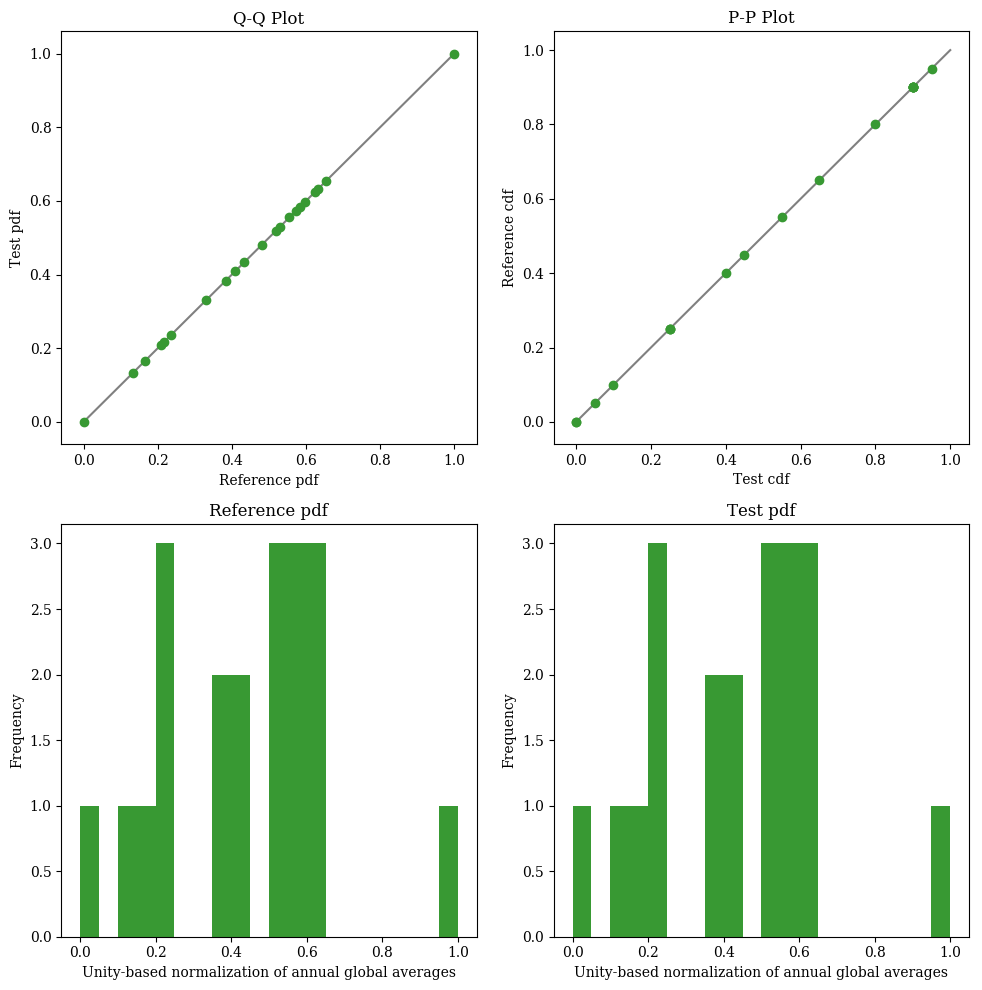 Q-Q Plot
1.0
0.8
0.6
0.4
0.2
0.0
Test pdf
0.0 0.2 0.4 0.6 0.8 1.0
Reference pdf
P-P Plot
1.0
0.8
0.6
0.4
0.2
0.0
Reference cdf
0.0 0.2 0.4 0.6 0.8 1.0
Test cdf
Reference pdf
3.0
2.5
2.0
1.5
1.0
0.5
0.0
Frequency
0.0 0.2 0.4 0.6 0.8 1.0
Unity-based normalization of annual global averages
Test pdf
3.0
2.5
2.0
1.5
1.0
0.5
0.0
Frequency
0.0 0.2 0.4 0.6 0.8 1.0
Unity-based normalization of annual global averages